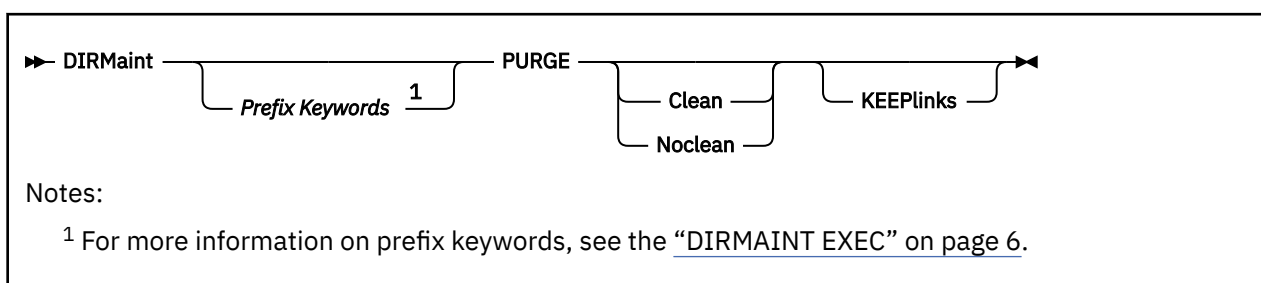 DIRMaint PURGE
Prefix Keywords 1
Clean KEEPlinks
Noclean
Notes:
1 For more information on prefix keywords, see the “DIRMAINT EXEC” on page 6.